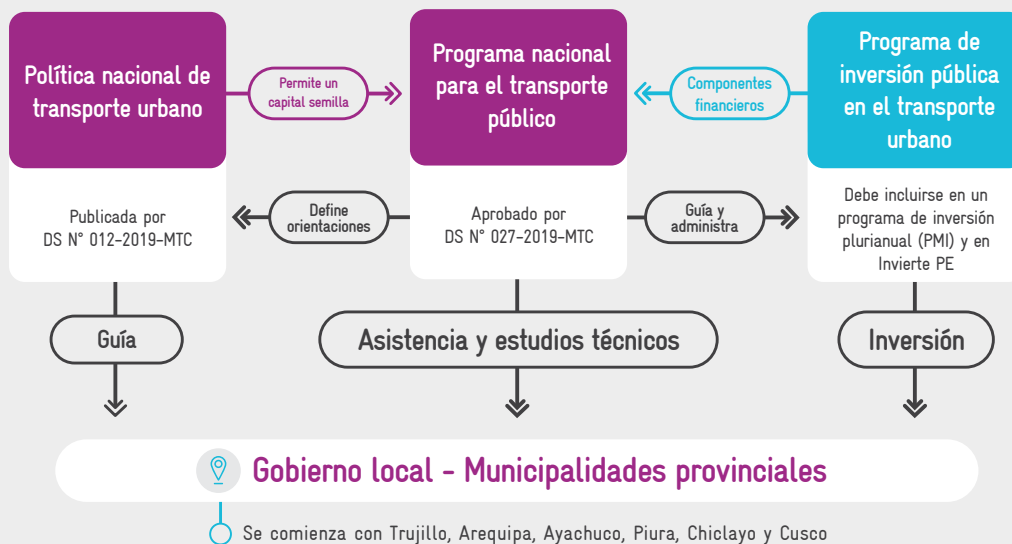 Política nacional de
transporte urbano
Permite un
capital semilla
Programa nacional
para el transporte
público
Componentes
financieros
Programa de
inversión pública
en el transporte
urbano
Publicada por
DS N° 012-2019-MTC
Define
orientaciones
Aprobado por
DS N° 027-2019-MTC
Guía y
administra
Debe incluirse en un
programa de inversión
plurianual (PMI) y en
Invierte PE
Guía
Asistencia y estudios técnicos
Inversión
Gobierno local - Municipalidades provinciales
Se comienza con Trujillo, Arequipa, Ayachuco, Piura, Chiclayo y Cusco